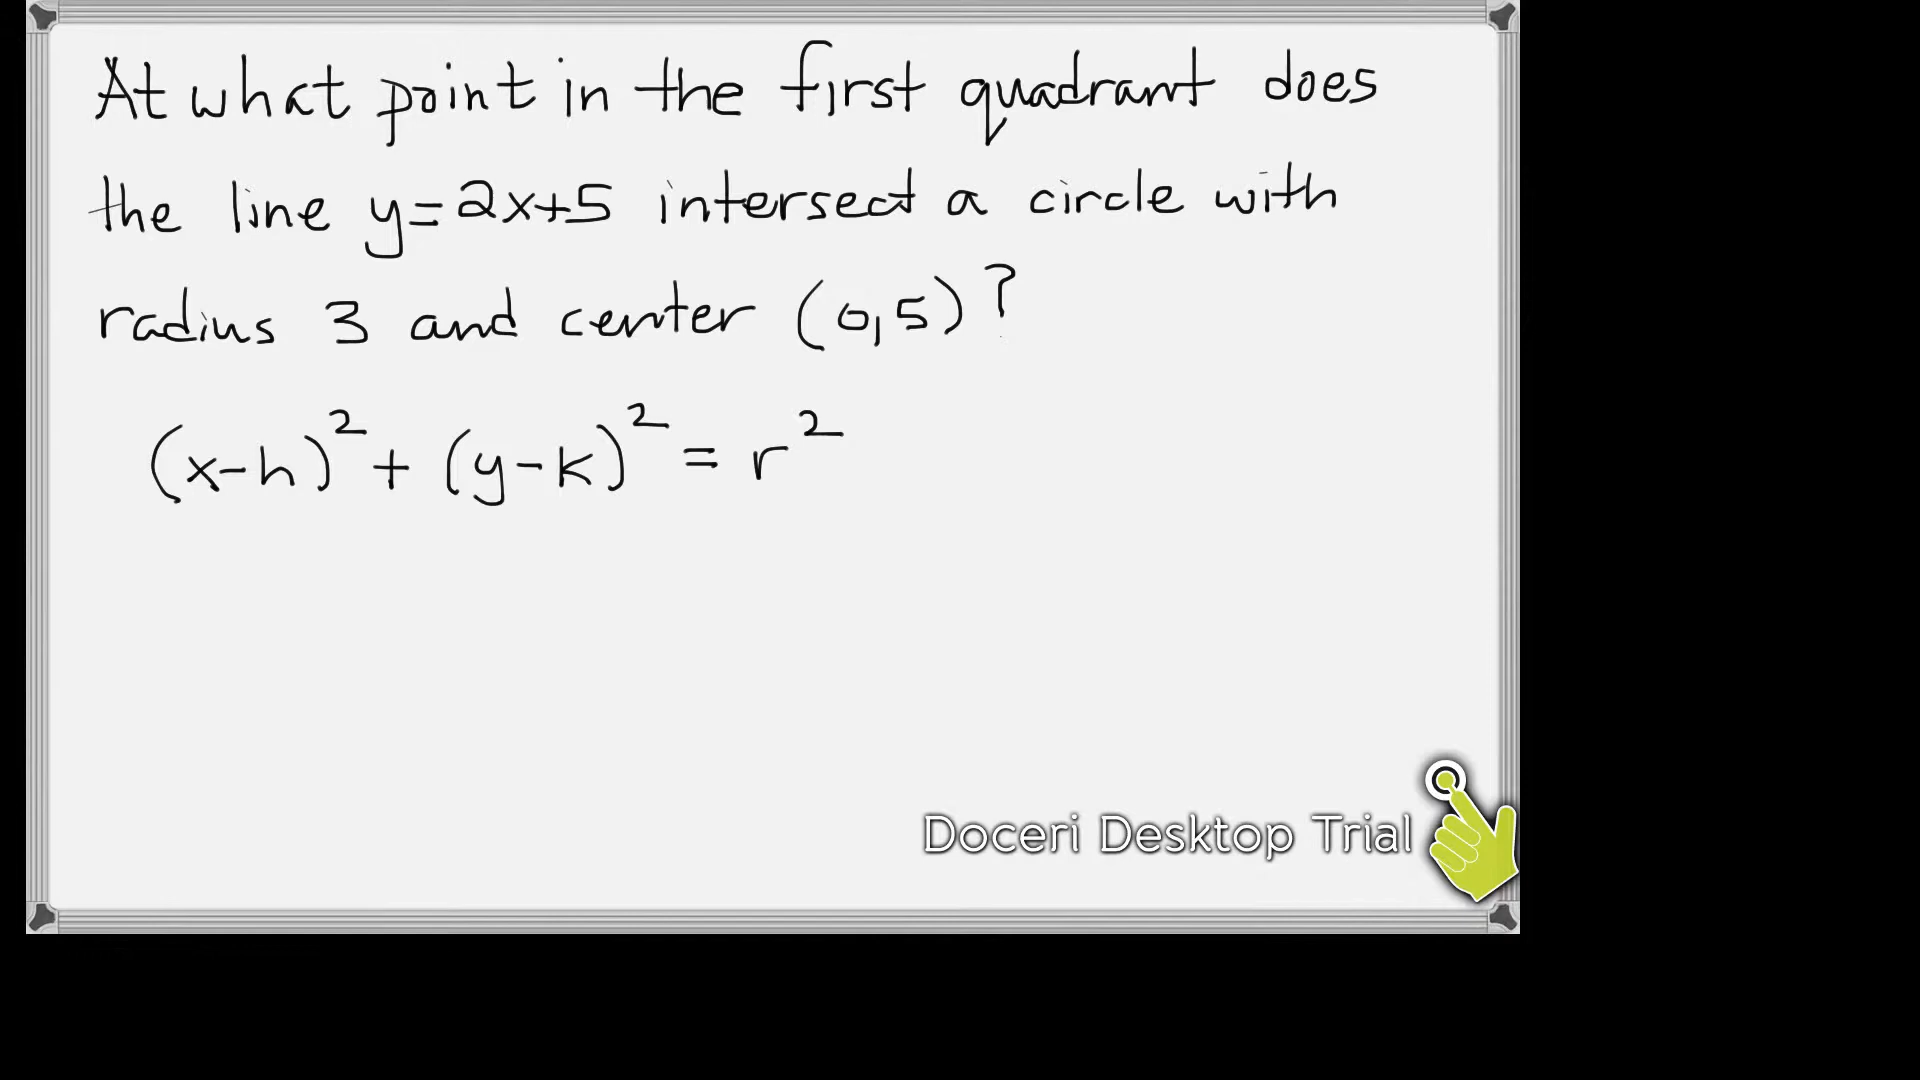 At what point in the first quadrant does
the line y=2x+5 intersect a circle with
radius 3 and center (0,5)?
(x-h)² + (y-k)² = r²
Doceri Desktop Trial